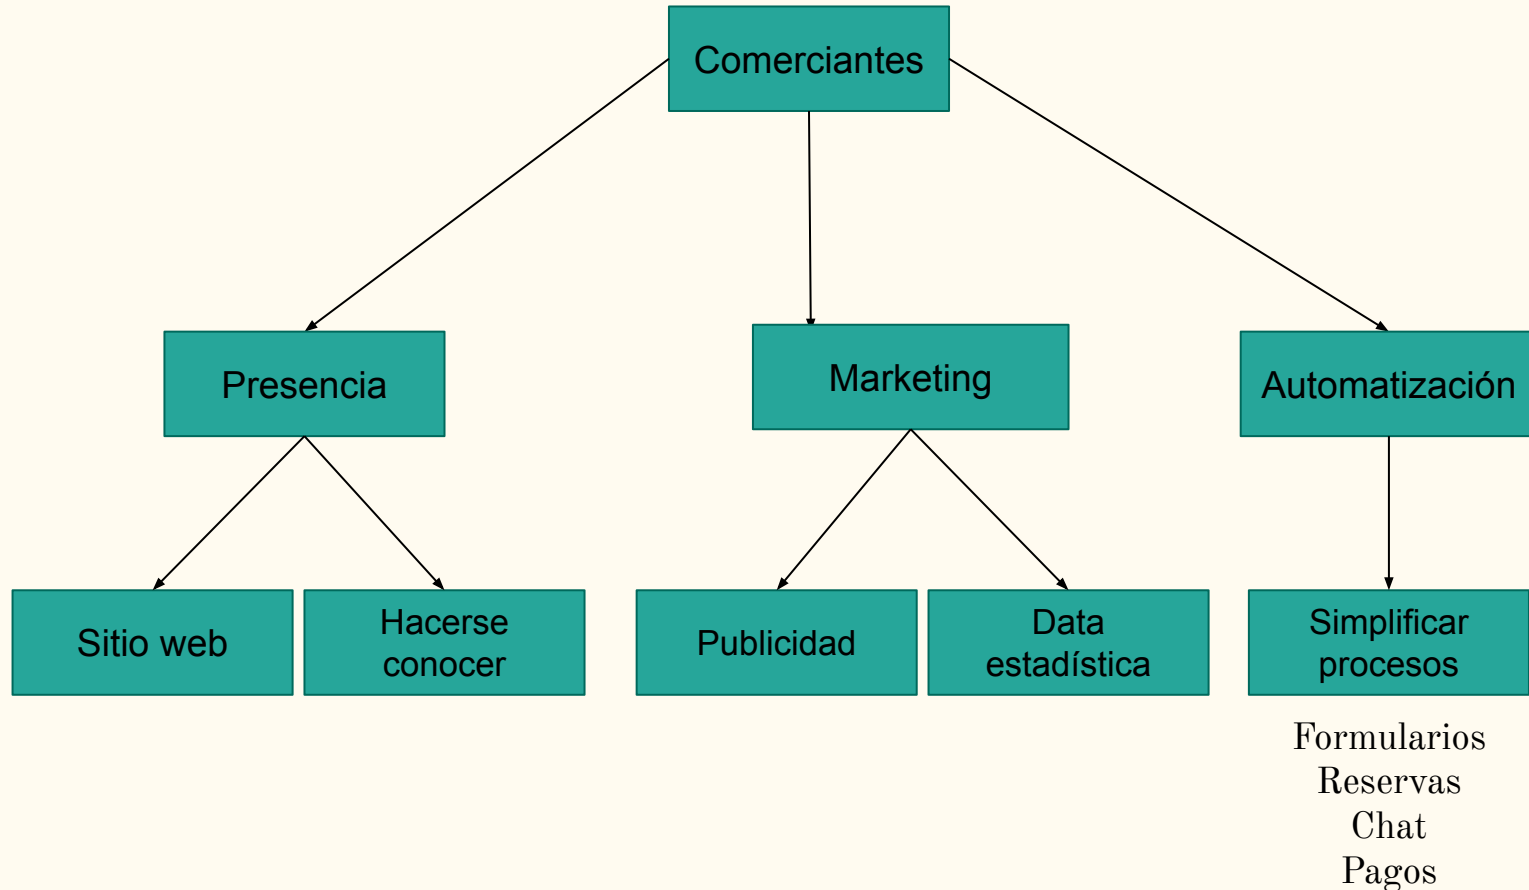 Comerciantes
Presencia
Marketing
Automatización
Sitio web
Hacerse
conocer
Publicidad
Data
estadística
Simplificar
procesos
Formularios
Reservas
Chat
Pagos